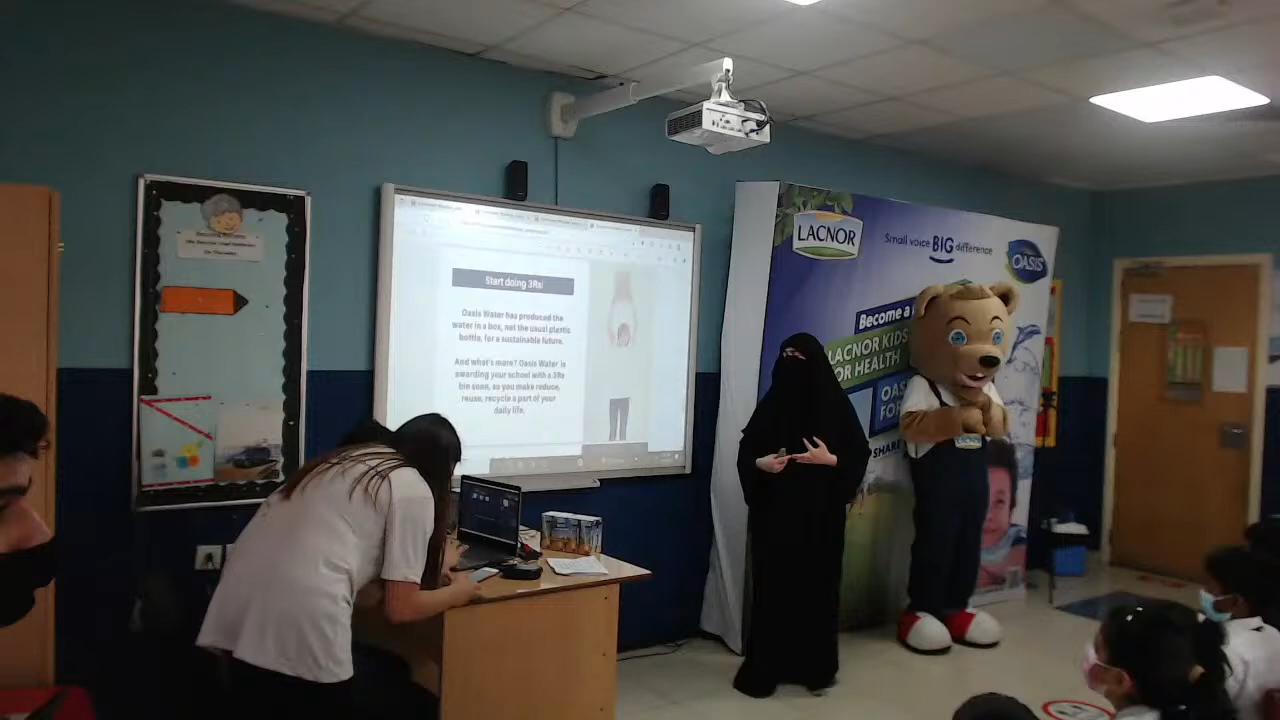 Start doing 3Rs!
Oasis Water has produced the
water in a box, not the usual plastic
bottle, for a sustainable future.
And what's more? Oasis Water is
awarding your school with a 3Rs
bin soon, so you make reduce,
reuse, recycle a part of your
daily life.
LACNOR
Small voice BIG difference
OASIS
Become a
LACNOR KIDS
FOR HEALTH
OAS
FOR
SHARE
LACNOR